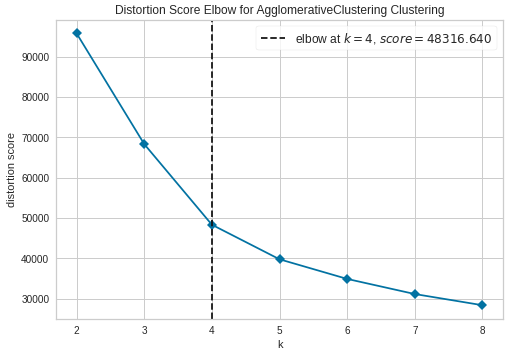 Distortion Score Elbow for AgglomerativeClustering Clustering
elbow at k = 4, score = 48316.640
90000
80000
70000
60000
50000
40000
30000
distortion score
2 3 4 5 6 7 8
k